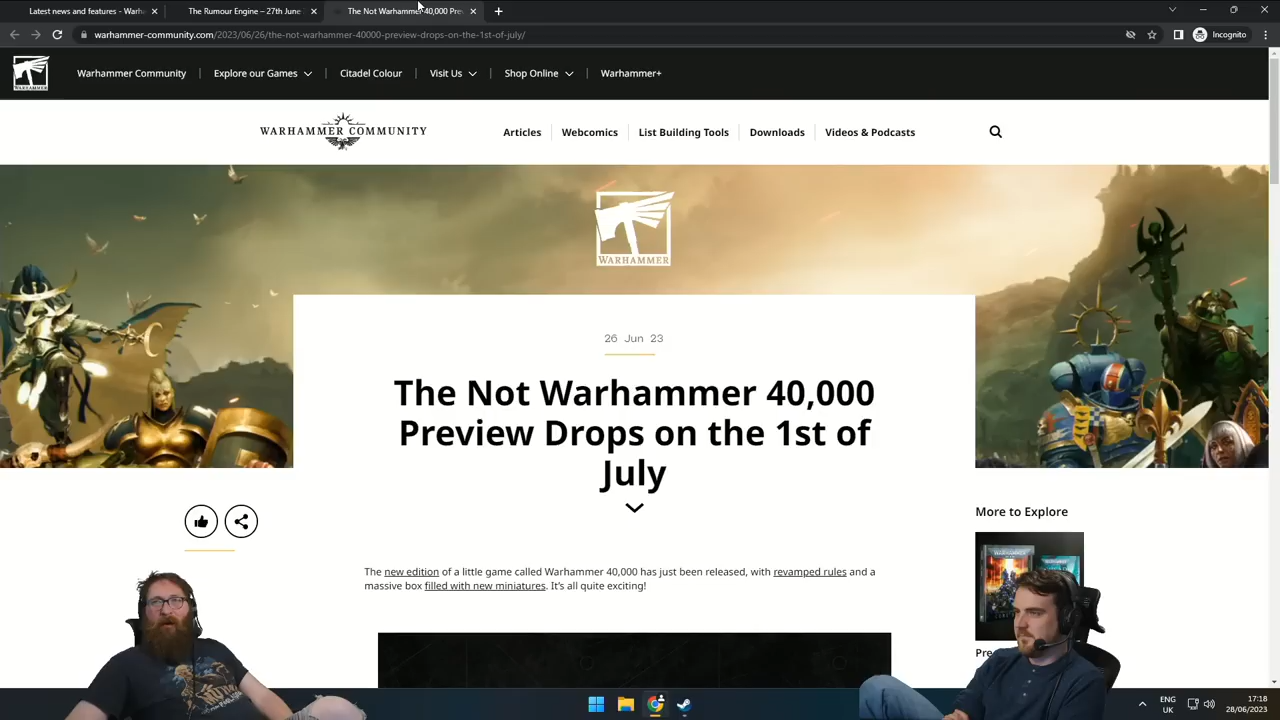 Latest news and features - Warh
The Rumour Engine – 27th June
The Not Warhammer 40,000 Prev
warhammer-community.com/2023/06/26/the-not-warhammer-40000-preview-drops-on-the-1st-of-july/
Incognito
WARHAMMER
Warhammer Community
Explore our Games
Citadel Colour
Visit Us
Shop Online
Warhammer+
WARHAMMER COMMUNITY
Articles
Webcomics
List Building Tools
Downloads
Videos & Podcasts
WARHAMMER
26 Jun 23
The Not Warhammer 40,000
Preview Drops on the 1st of
July
More to Explore
The new edition of a little game called Warhammer 40,000 has just been released, with revamped rules and a
massive box filled with new miniatures. It's all quite exciting!
WARHAMMER
Pre
ENG
UK
17:18
28/06/2023